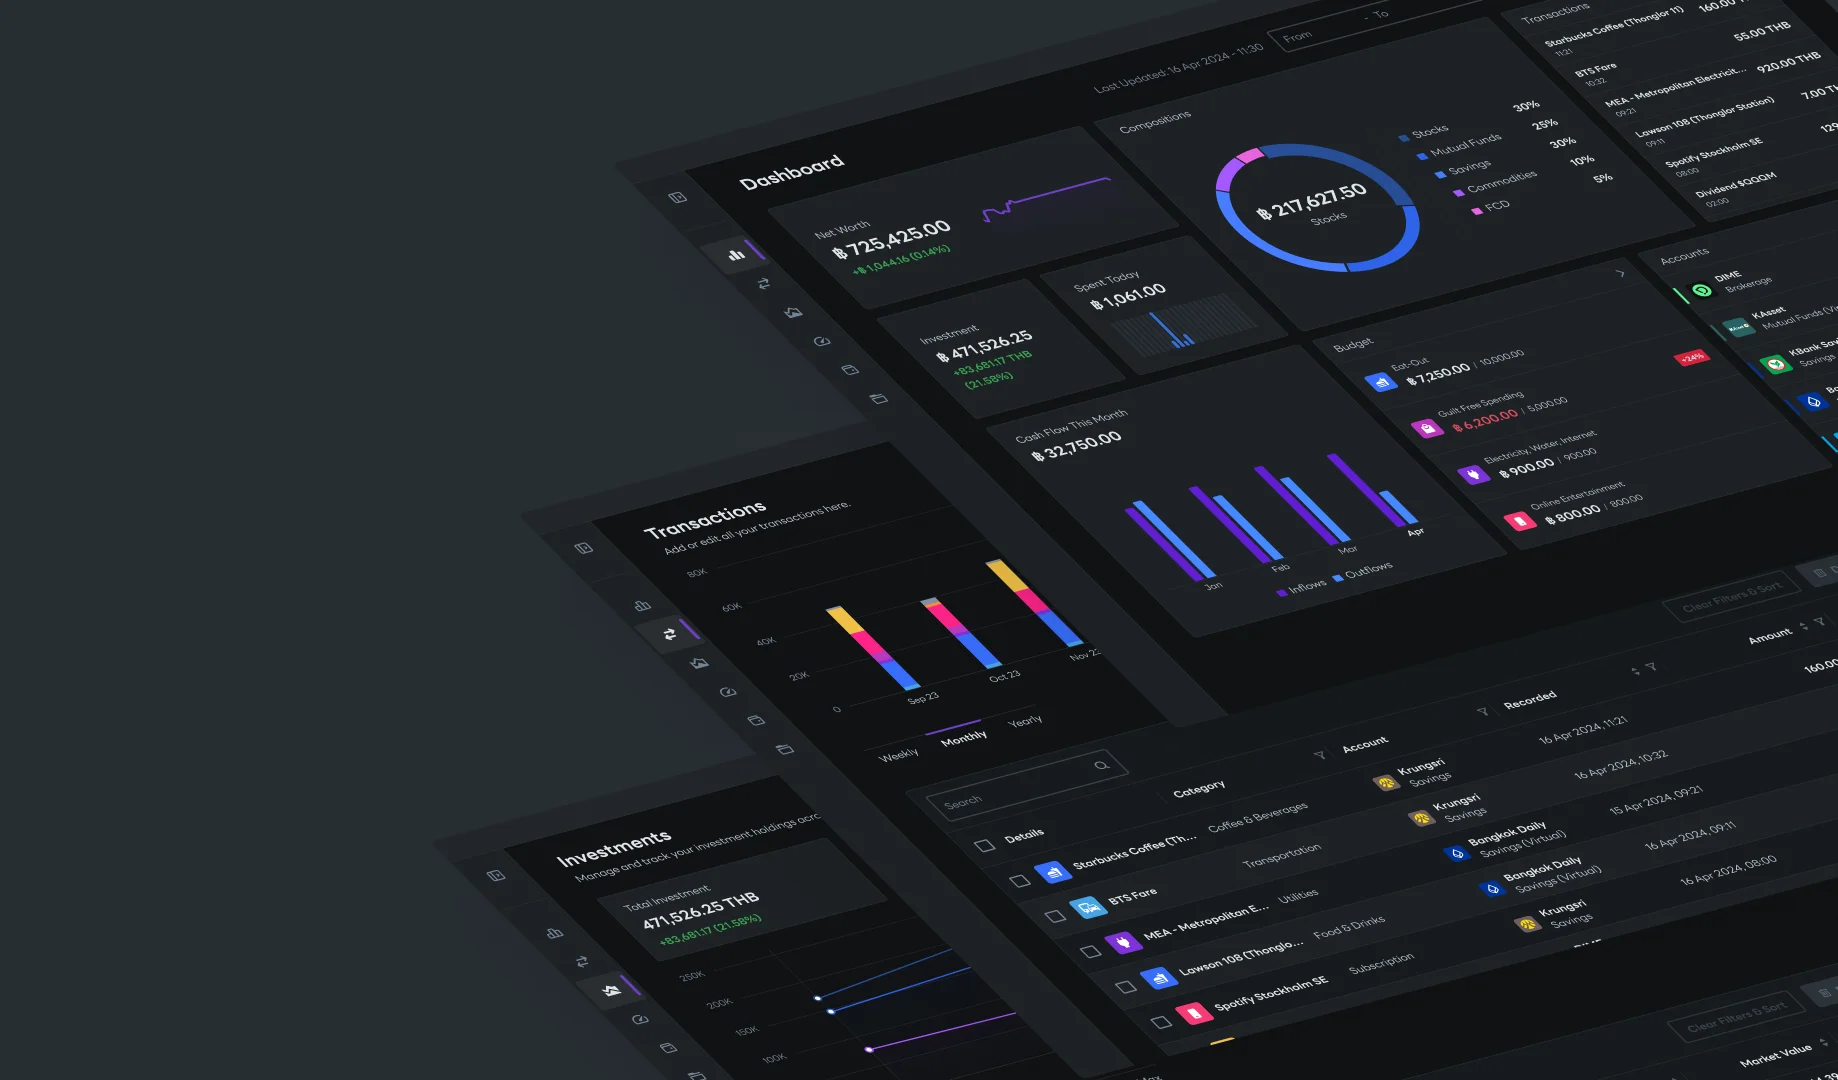 Dashboard
Last Updated: 16 Apr 2024 - 11:30
From
- To
Net Worth
฿ 725,425.00
+฿ 1,044.16 (0.14%)
Investment
฿ 471,526.25
+83,681.17 THB
(21.58%)
Spent Today
฿ 1,061.00
Compositions
฿ 217,627.50
Stocks
Stocks 30%
Mutual Funds 25%
Savings 30%
Commodities 10%
FCD 5%
Transactions
Starbucks Coffee (Thonglor 11)
11:21
BTS Fare 55.00 THB
10:32
MEA - Metropolitan Electricit... 920.00 THB
09:21
Lawson 108 (Thonglor Station) 7.00
09:11
Spotify Stockholm SE
08:00
Dividend $QQQM
02:00
Cash Flow This Month
฿ 32,750.00
Jan
Feb
Mar
Apr
Inflows
Outflows
Budget
Eat-Out
฿ 7,250.00 / 10,000.00
+24%
Guilt Free Spending
฿ 6,200.00 / 5,000.00
Electricity, Water, Internet
฿ 900.00 / 900.00
Online Entertainment
฿ 800.00 / 800.00
Accounts
DIME
Brokerage
KAsset
Mutual Funds
KBank
Savings
Transactions
Add or edit all your transactions here.
80K
60K
40K
20K
0
Sep 23
Oct 23
Nov
Weekly
Monthly
Yearly
Search
Clear Filters & Sort
Details
Category
Account
Recorded
Amount
Starbucks Coffee (Th... Coffee & Beverages Krungsri
Savings 16 Apr 2024, 11:21 160.00
BTS Fare Transportation Krungsri
Savings 16 Apr 2024, 10:32
MEA - Metropolitan E... Utilities Bangkok Daily
Savings (Virtual) 15 Apr 2024, 09:21
Lawson 108 (Thonglo... Food & Drinks Bangkok Daily
Savings (Virtual) 16 Apr 2024, 09:11
Spotify Stockholm SE Subscription Krungsri
Savings 16 Apr 2024, 08:00
Investments
Manage and track your investment holdings
Total Investment
471,526.25 THB
+83,681.17 (21.58%)
250K
200K
150K
100K
Clear Filters & Sort
Market Value